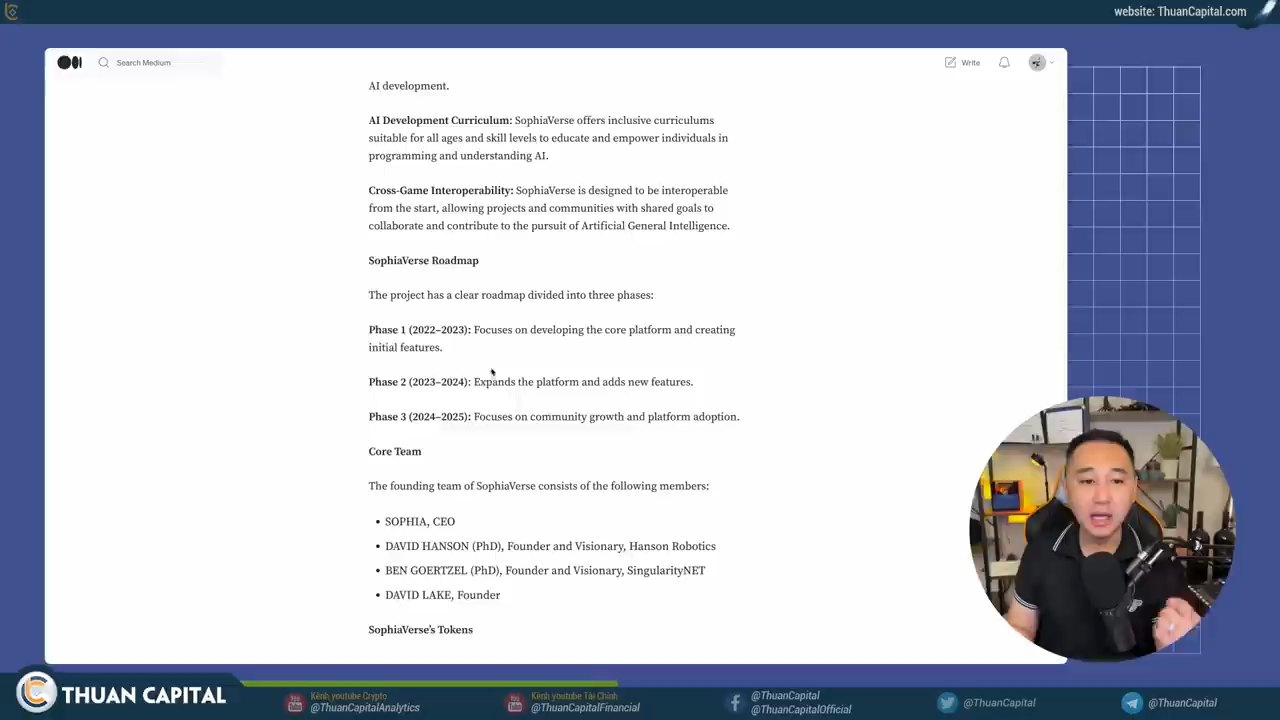 website: ThuanCapital.com
Search Medium
Write
AI development.
AI Development Curriculum: SophiaVerse offers inclusive curriculums
suitable for all ages and skill levels to educate and empower individuals in
programming and understanding AI.
Cross-Game Interoperability: SophiaVerse is designed to be interoperable
from the start, allowing projects and communities with shared goals to
collaborate and contribute to the pursuit of Artificial General Intelligence.
SophiaVerse Roadmap
The project has a clear roadmap divided into three phases:
Phase 1 (2022–2023): Focuses on developing the core platform and creating
initial features.
Phase 2 (2023–2024): Expands the platform and adds new features.
Phase 3 (2024–2025): Focuses on community growth and platform adoption.
Core Team
The founding team of SophiaVerse consists of the following members:
• SOPHIA, CEO
• DAVID HANSON (PhD), Founder and Visionary, Hanson Robotics
• BEN GOERTZEL (PhD), Founder and Visionary, SingularityNET
• DAVID LAKE, Founder
SophiaVerse's Tokens
THUAN CAPITAL
Kênh youtube Crypto
@ThuanCapitalAnalytics
Kênh youtube Tài Chính
@ThuanCapitalFinancial
@ThuanCapital
@ThuanCapitalOfficial
@ThuanCapital
@ThuanCapital